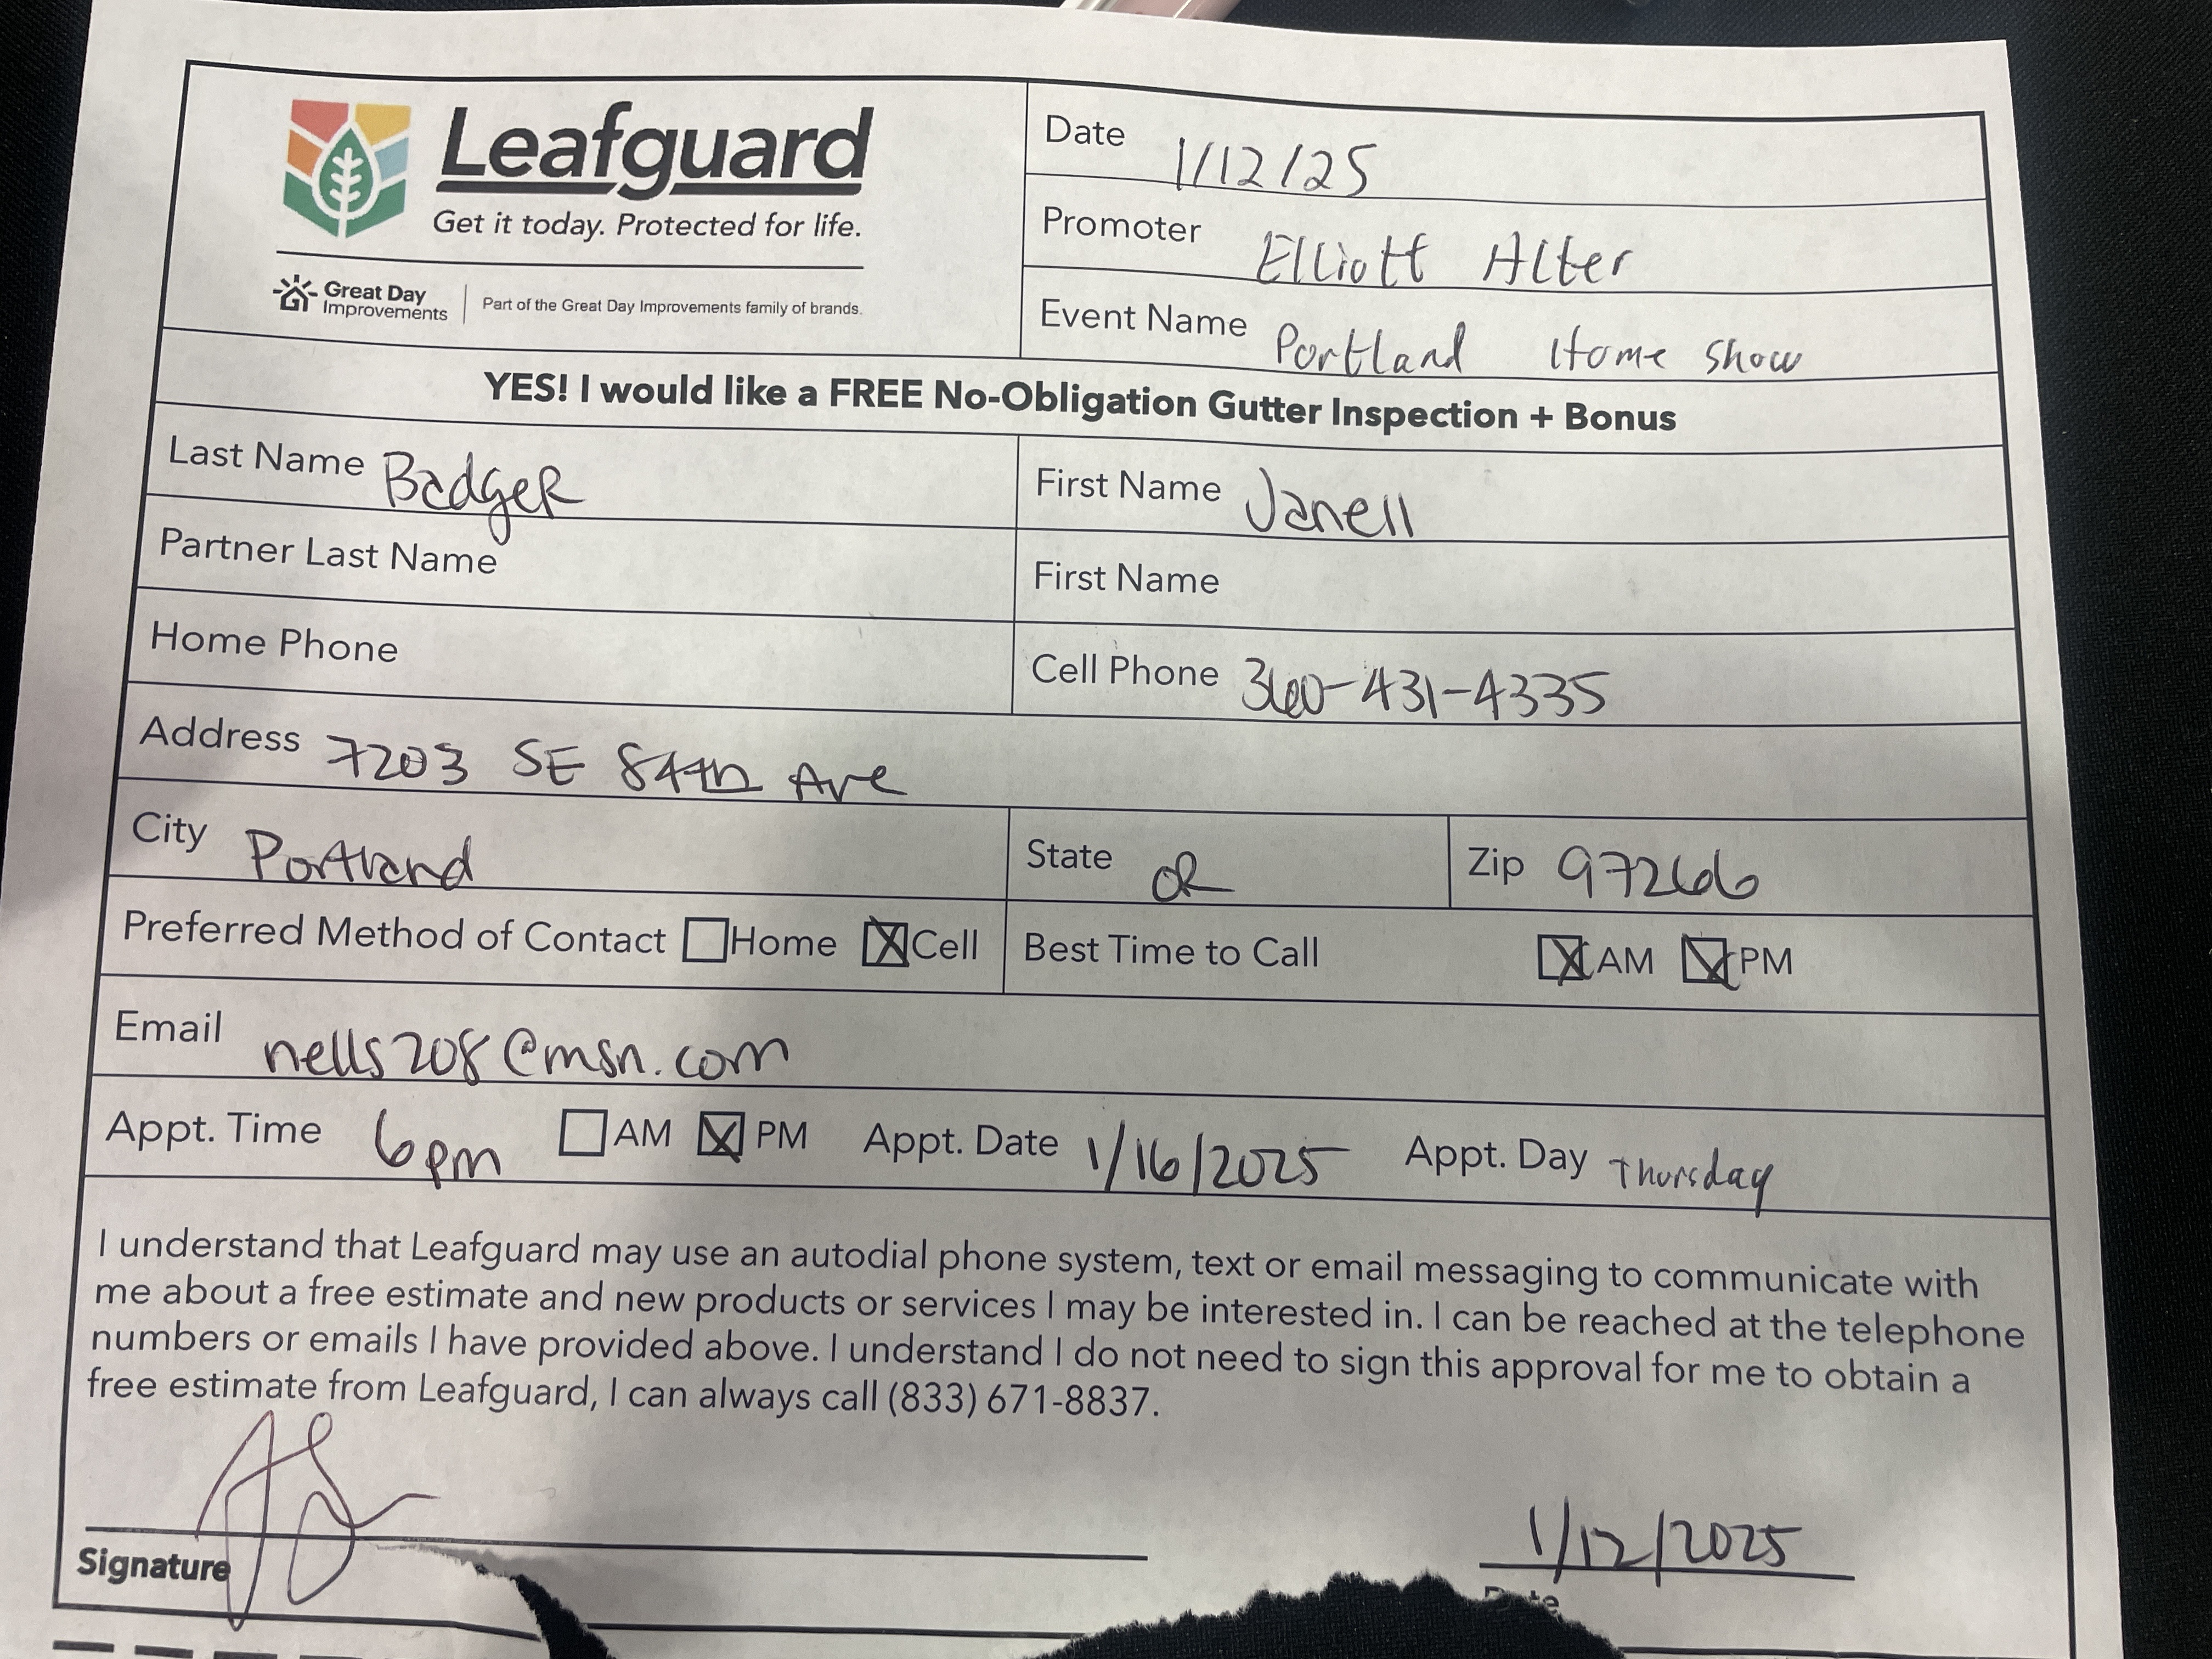 Leafguard
Get it today. Protected for life.
Great Day
Improvements
Part of the Great Day Improvements family of brands.
Date 1/12/25
Promoter Elliott Alter
Event Name Portland Home Show
YES! I would like a FREE No-Obligation Gutter Inspection + Bonus
Last Name Badger First Name Janell
Partner Last Name First Name
Home Phone Cell Phone 360-431-4335
Address 7203 SE 84th Ave
City Portland State OR Zip 97266
Preferred Method of Contact ☐ Home ☒ Cell Best Time to Call ☒ AM ☒ PM
Email nells208@msn.com
Appt. Time 6pm ☐ AM ☒ PM Appt. Date 1/16/2025 Appt. Day Thursday
I understand that Leafguard may use an autodial phone system, text or email messaging to communicate with
me about a free estimate and new products or services I may be interested in. I can be reached at the telephone
numbers or emails I have provided above. I understand I do not need to sign this approval for me to obtain a
free estimate from Leafguard, I can always call (833) 671-8837.
1/12/2025
Signature